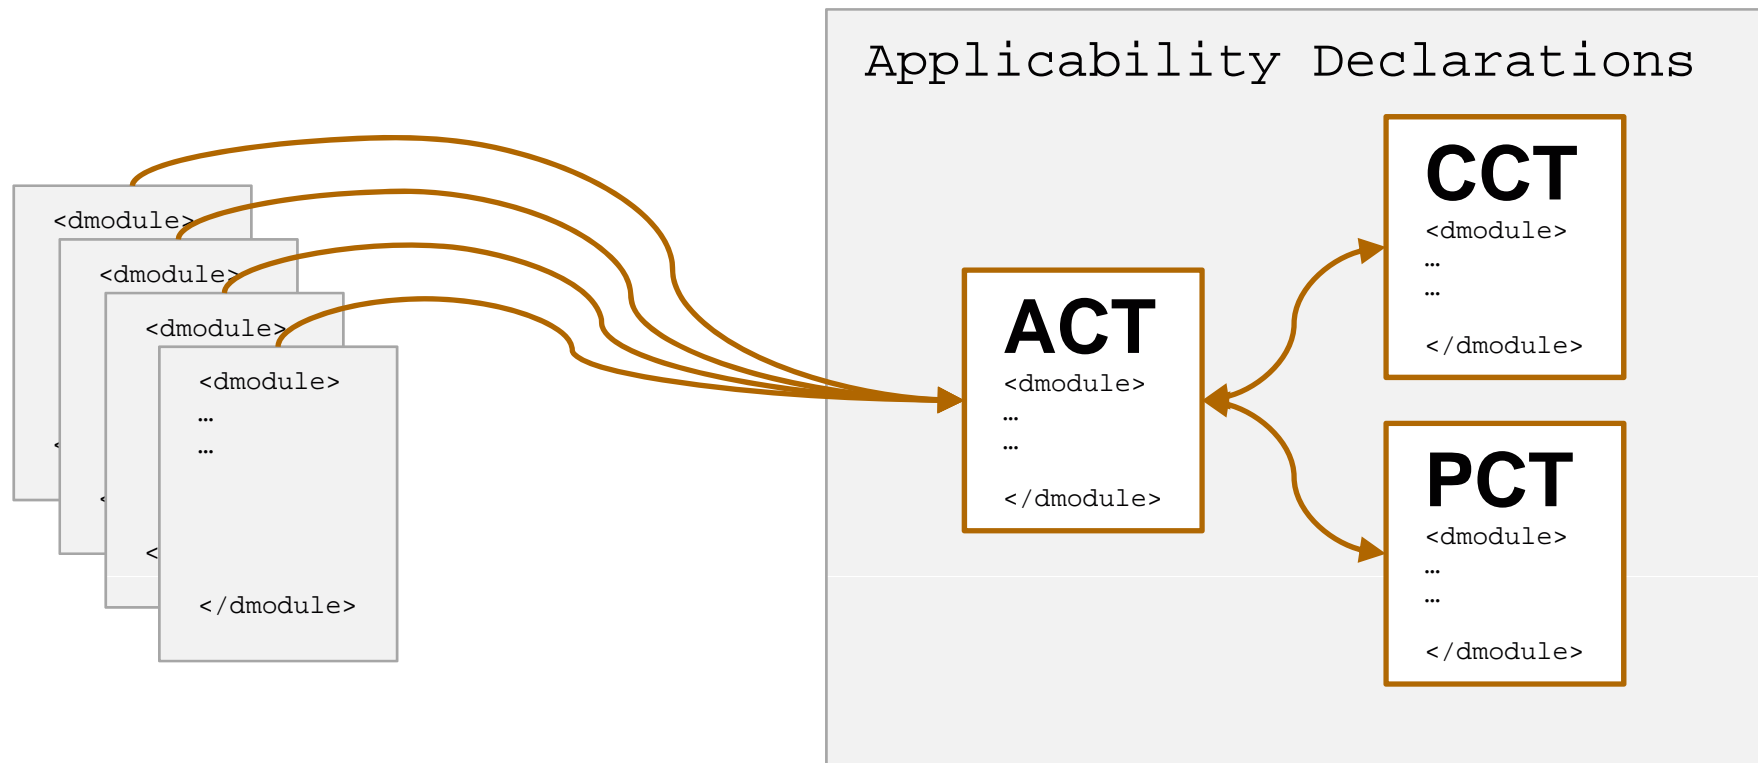 Applicability Declarations
<dmodule>
<dmodule>
<dmodule>
<dmodule>
…
…
</dmodule>
<
<
<
ACT
<dmodule>
…
…
</dmodule>
CCT
<dmodule>
…
…
</dmodule>
PCT
<dmodule>
…
…
</dmodule>